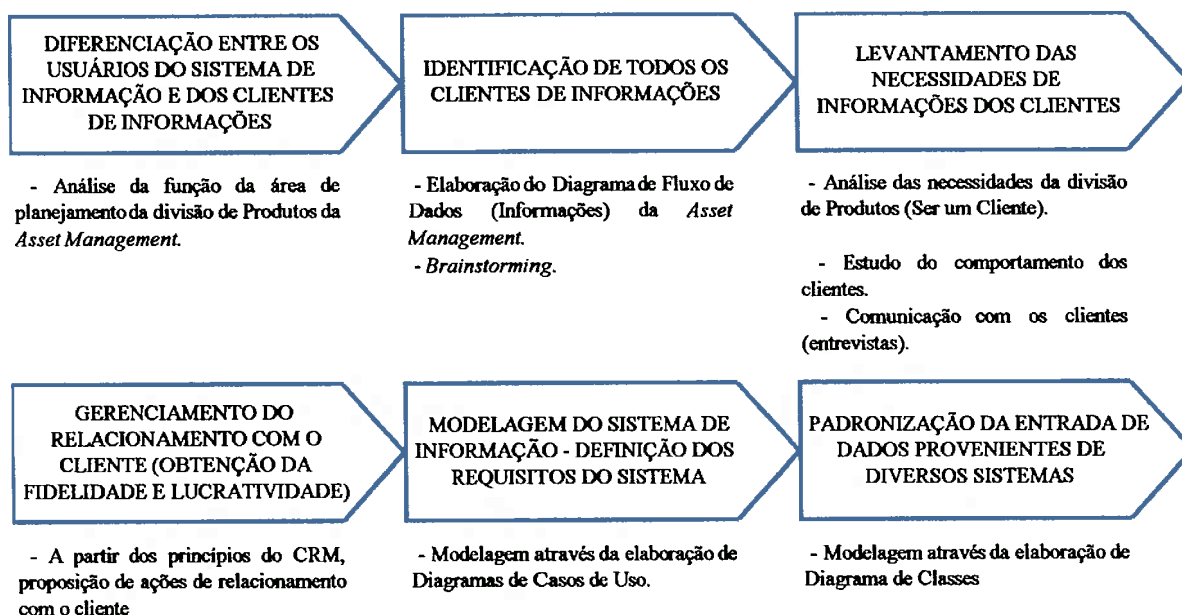 DIFERENCIAÇÃO ENTRE OS
USUÁRIOS DO SISTEMA DE
INFORMAÇÃO E DOS CLIENTES
DE INFORMAÇÕES
- Análise da função da área de
planejamento da divisão de Produtos da
Asset Management.
IDENTIFICAÇÃO DE TODOS OS
CLIENTES DE INFORMAÇÕES
- Elaboração do Diagrama de Fluxo de
Dados (Informações) da Asset
Management.
- Brainstorming.
LEVANTAMENTO DAS
NECESSIDADES DE
INFORMAÇÕES DOS CLIENTES
- Análise das necessidades da divisão
de Produtos (Ser um Cliente).
- Estudo do comportamento dos
clientes.
- Comunicação com os clientes
(entrevistas).
GERENCIAMENTO DO
RELACIONAMENTO COM O
CLIENTE (OBTENÇÃO DA
FIDELIDADE E LUCRATIVIDADE)
- A partir dos princípios do CRM,
proposição de ações de relacionamento
com o cliente
MODELAGEM DO SISTEMA DE
INFORMAÇÃO - DEFINIÇÃO DOS
REQUISITOS DO SISTEMA
- Modelagem através da elaboração de
Diagramas de Casos de Uso.
PADRONIZAÇÃO DA ENTRADA DE
DADOS PROVENIENTES DE
DIVERSOS SISTEMAS
- Modelagem através da elaboração de
Diagrama de Classes